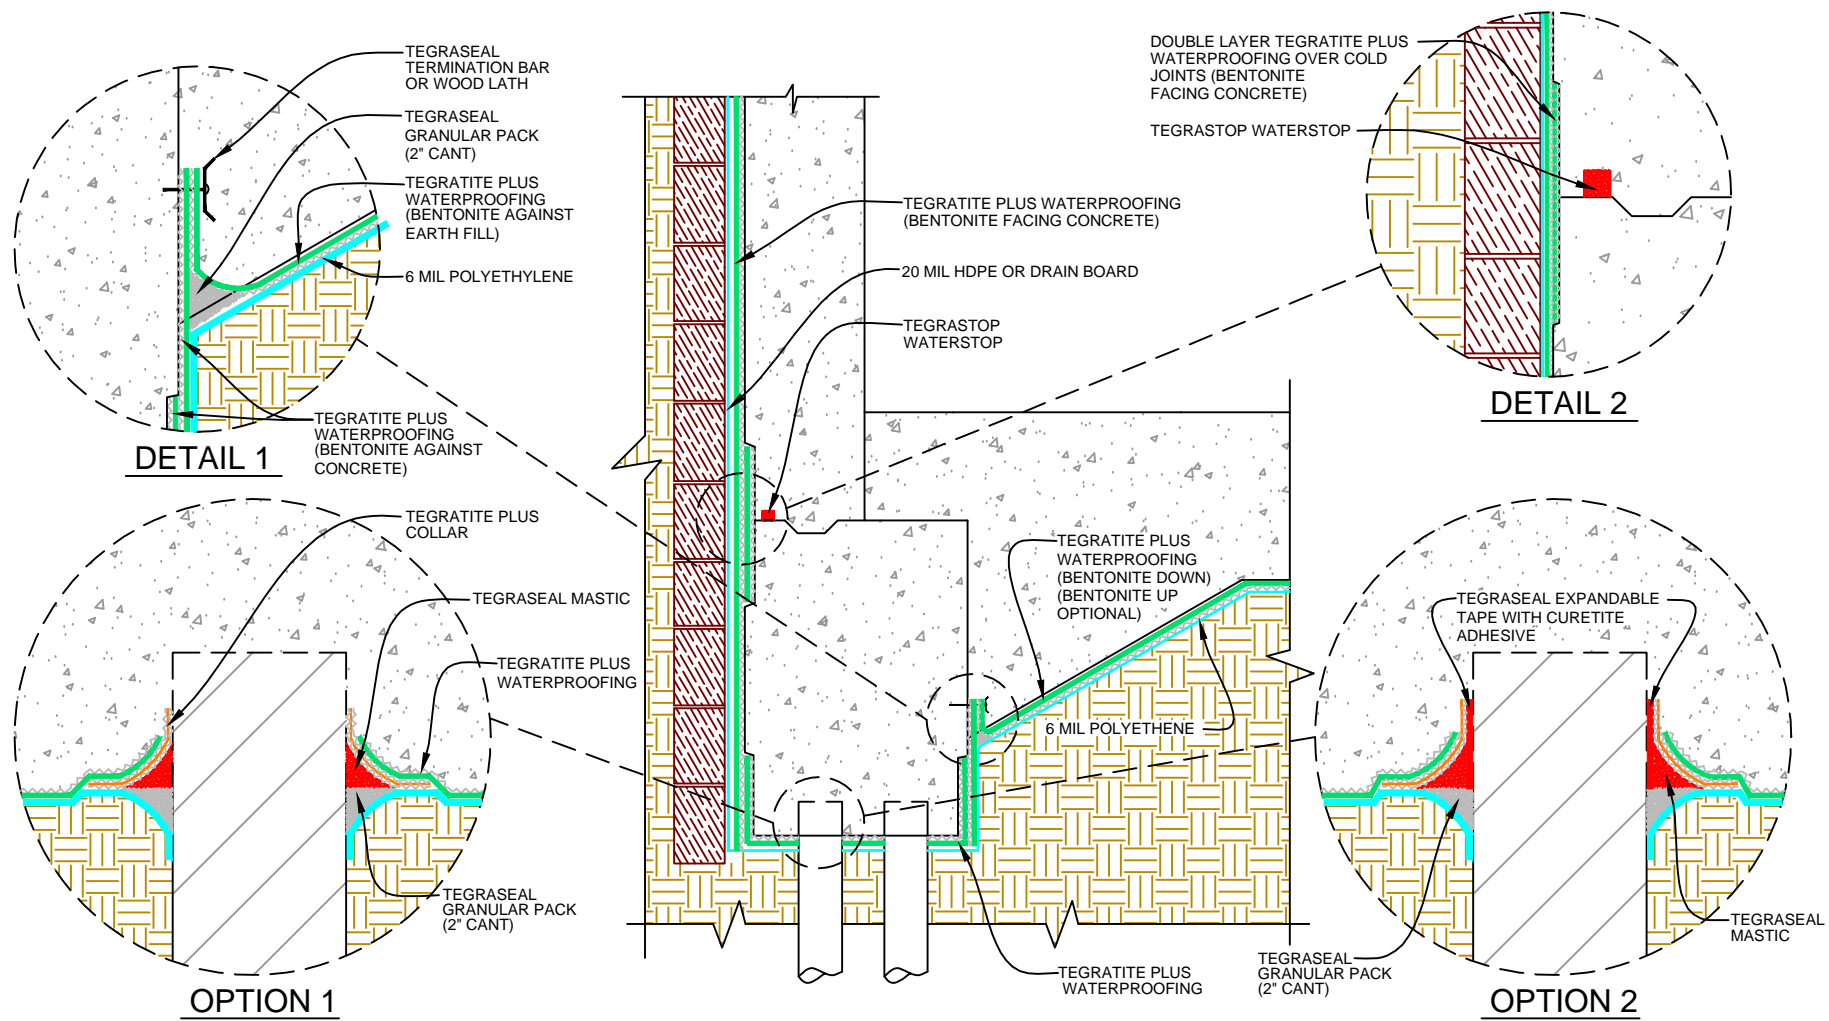 TEGRASEAL
TERMINATION BAR
OR WOOD LATH
TEGRASEAL
GRANULAR PACK
(2" CANT)
TEGRATITE PLUS
WATERPROOFING
(BENTONITE AGAINST
EARTH FILL)
6 MIL POLYETHYLENE
TEGRATITE PLUS
WATERPROOFING
(BENTONITE AGAINST
CONCRETE)
DETAIL 1
TEGRATITE PLUS WATERPROOFING
(BENTONITE FACING CONCRETE)
20 MIL HDPE OR DRAIN BOARD
TEGRASTOP
WATERSTOP
DOUBLE LAYER TEGRATITE PLUS
WATERPROOFING OVER COLD
JOINTS (BENTONITE
FACING CONCRETE)
TEGRASTOP WATERSTOP
DETAIL 2
TEGRATITE PLUS
COLLAR
TEGRASEAL MASTIC
TEGRATITE PLUS
WATERPROOFING
TEGRASEAL
GRANULAR PACK
(2" CANT)
OPTION 1
TEGRATITE PLUS
WATERPROOFING
(BENTONITE DOWN)
(BENTONITE UP
OPTIONAL)
6 MIL POLYETHENE
TEGRATITE PLUS
WATERPROOFING
TEGRASEAL EXPANDABLE
TAPE WITH CURETITE
ADHESIVE
TEGRASEAL
GRANULAR PACK
(2" CANT)
TEGRASEAL
MASTIC
OPTION 2